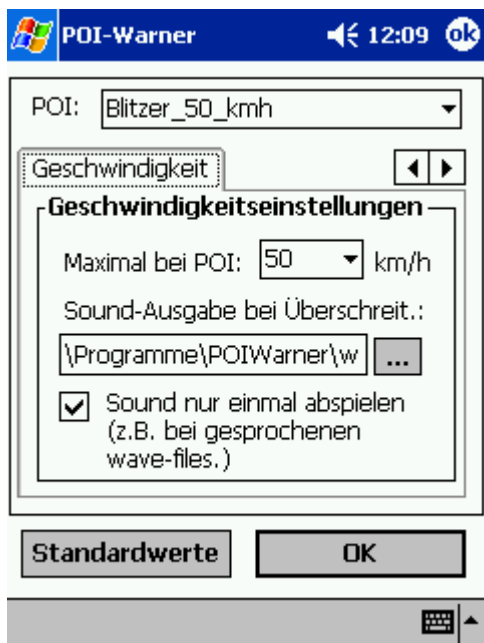 POI-Warner 12:09 ok
POI: Blitzer_50_kmh
Geschwindigkeit
Geschwindigkeitseinstellungen
Maximal bei POI: 50 km/h
Sound-Ausgabe bei Überschreit.:
\Programme\POIWarner\w ...
Sound nur einmal abspielen
(z.B. bei gesprochenen
wave-files.)
Standardwerte OK